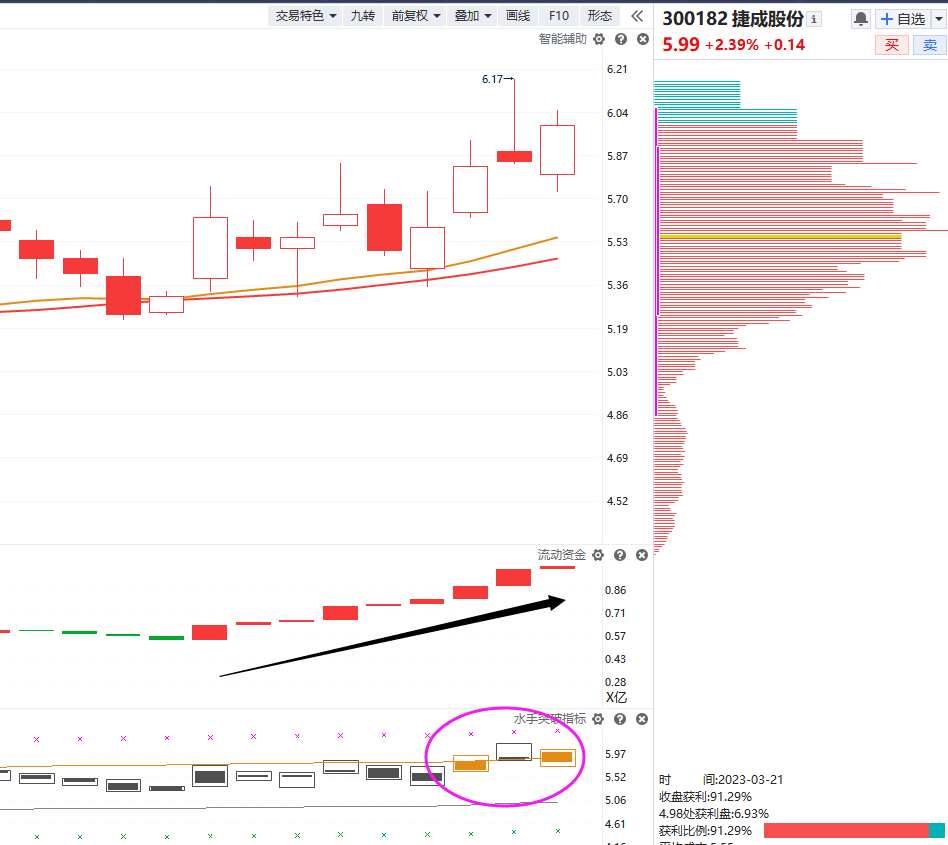 交易特色 九转 前复权 叠加 画线 F10 形态
300182 捷成股份
自选
5.99 +2.39% +0.14
买 卖
智能辅助
6.21
6.17
6.04
5.87
5.70
5.53
5.36
5.19
5.03
4.86
4.69
4.52
流动资金
0.86
0.71
0.57
0.43
0.28
X亿
水手突破指标
5.97
5.52
5.06
4.61
时 间:2023-03-21
收盘获利:91.29%
4.98处获利盘:6.93%
获利比例:91.29%